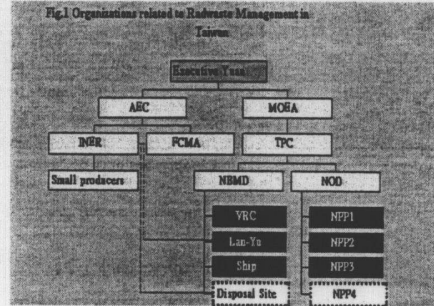 Fig.1 Organizations related to Radwaste Management in
Taiwan
Executive Yuan
AEC MOEA
INER FCMA TPC
Small producers NBMD NOD
VRC NPP1
Lan-Yu NPP2
Ship NPP3
Disposal Site NPP4